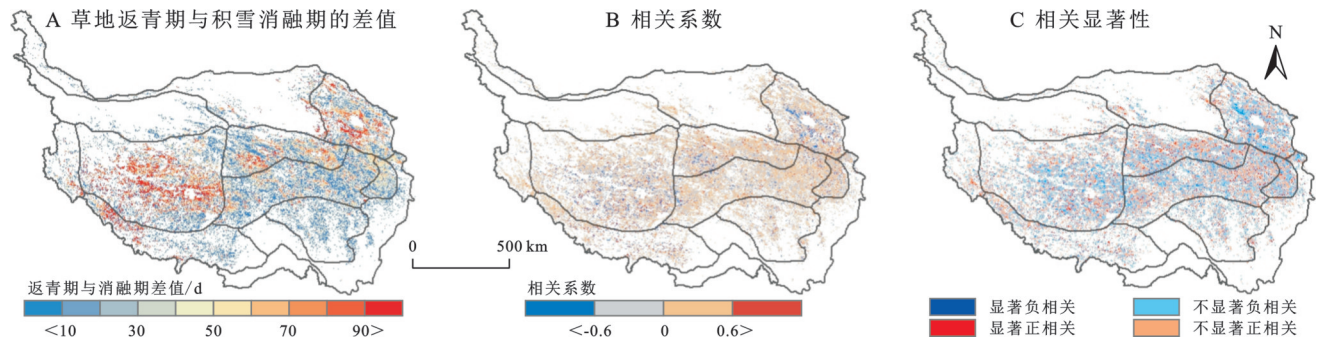 A 草地返青期与积雪消融期的差值
B 相关系数
C 相关显著性
N
0 500 km
返青期与消融期差值/d
<10 30 50 70 90>
相关系数
<-0.6 0 0.6>
显著负相关 不显著负相关
显著正相关 不显著正相关